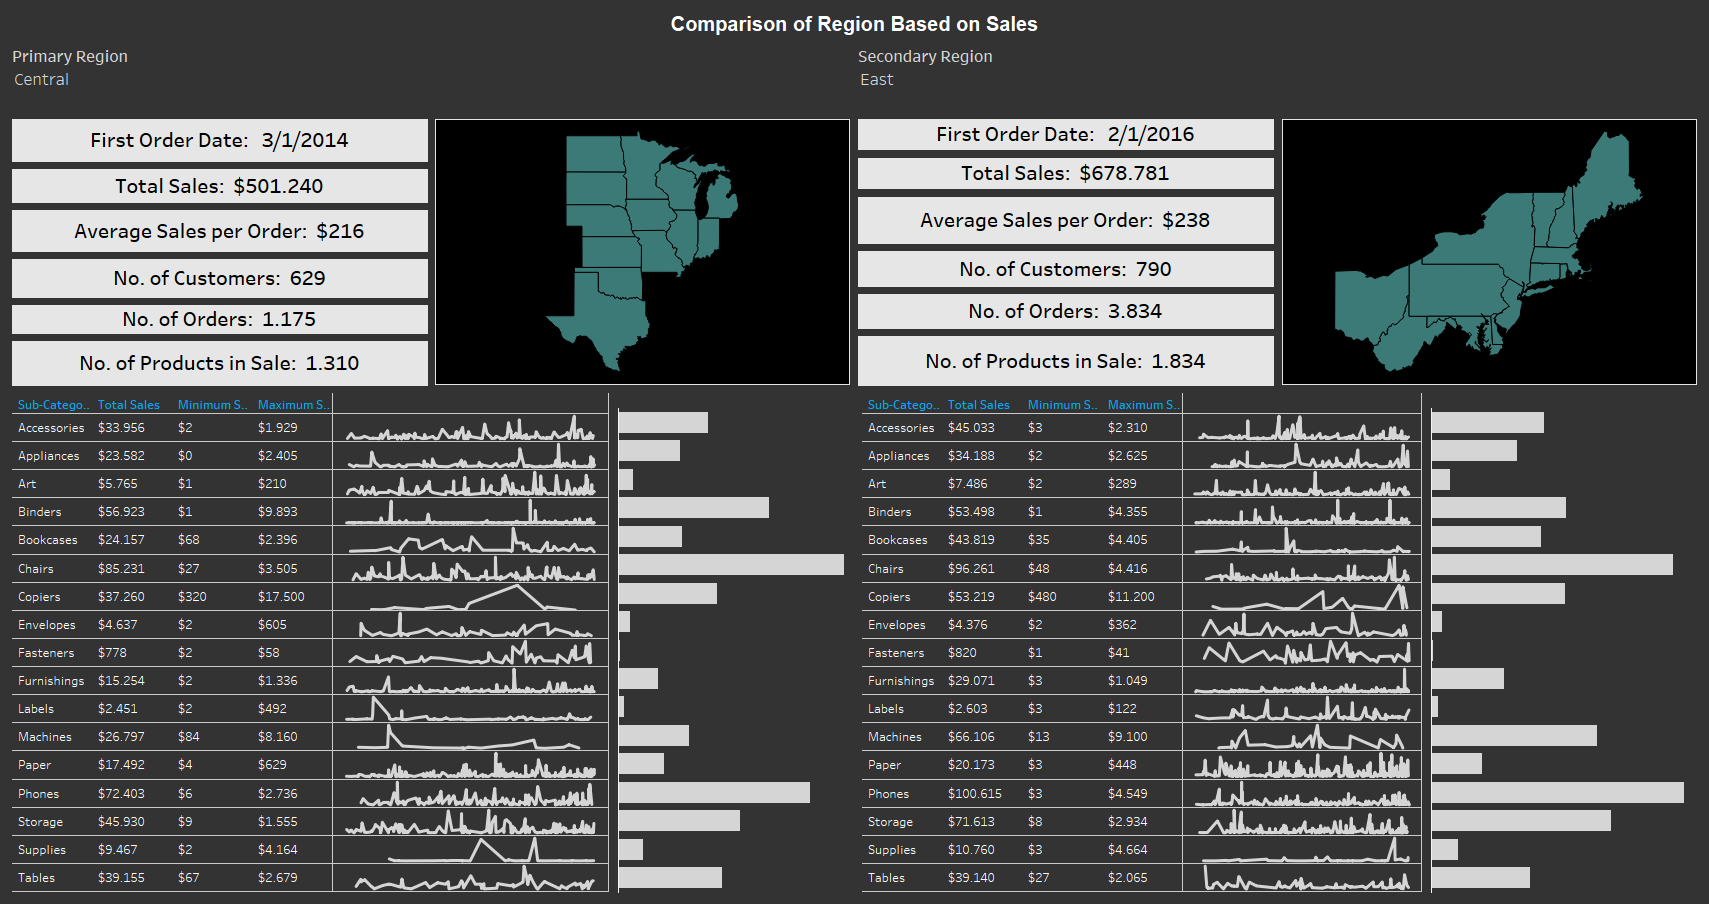 Comparison of Region Based on Sales
Primary Region
Central
Secondary Region
East
First Order Date: 3/1/2014
Total Sales: $501.240
Average Sales per Order: $216
No. of Customers: 629
No. of Orders: 1.175
No. of Products in Sale: 1.310
First Order Date: 2/1/2016
Total Sales: $678.781
Average Sales per Order: $238
No. of Customers: 790
No. of Orders: 3.834
No. of Products in Sale: 1.834
Sub-Catego.. Total Sales Minimum S.. Maximum S..
Accessories $33.956 $2 $1.929
Appliances $23.582 $0 $2.405
Art $5.765 $1 $210
Binders $56.923 $1 $9.893
Bookcases $24.157 $68 $2.396
Chairs $85.231 $27 $3.505
Copiers $37.260 $320 $17.500
Envelopes $4.637 $2 $605
Fasteners $778 $2 $58
Furnishings $15.254 $2 $1.336
Labels $2.451 $2 $492
Machines $26.797 $84 $8.160
Paper $17.492 $4 $629
Phones $72.403 $6 $2.736
Storage $45.930 $9 $1.555
Supplies $9.467 $2 $4.164
Tables $39.155 $67 $2.679
Sub-Catego.. Total Sales Minimum S.. Maximum S..
Accessories $45.033 $3 $2.310
Appliances $34.188 $2 $2.625
Art $7.486 $2 $289
Binders $53.498 $1 $4.355
Bookcases $43.819 $35 $4.405
Chairs $96.261 $48 $4.416
Copiers $53.219 $480 $11.200
Envelopes $4.376 $2 $362
Fasteners $820 $1 $41
Furnishings $29.071 $3 $1.049
Labels $2.603 $3 $122
Machines $66.106 $13 $9.100
Paper $20.173 $3 $448
Phones $100.615 $3 $4.549
Storage $71.613 $8 $2.934
Supplies $10.760 $3 $4.664
Tables $39.140 $27 $2.065